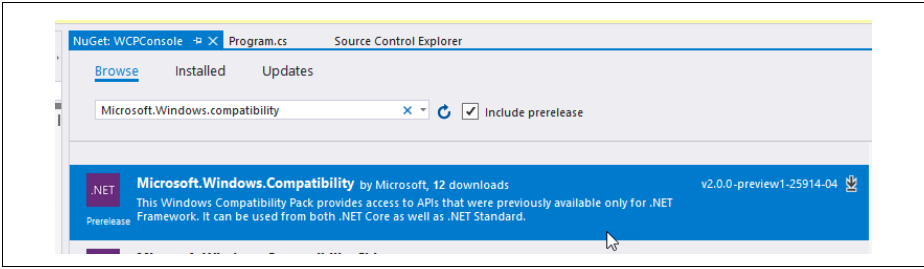 NuGet: WCPConsole Program.cs Source Control Explorer
Browse Installed Updates
Microsoft.Windows.compatibility Include prerelease
.NET Microsoft.Windows.Compatibility by Microsoft, 12 downloads v2.0.0-preview1-25914-04
This Windows Compatibility Pack provides access to APIs that were previously available only for .NET
Prerelease Framework. It can be used from both .NET Core as well as .NET Standard.